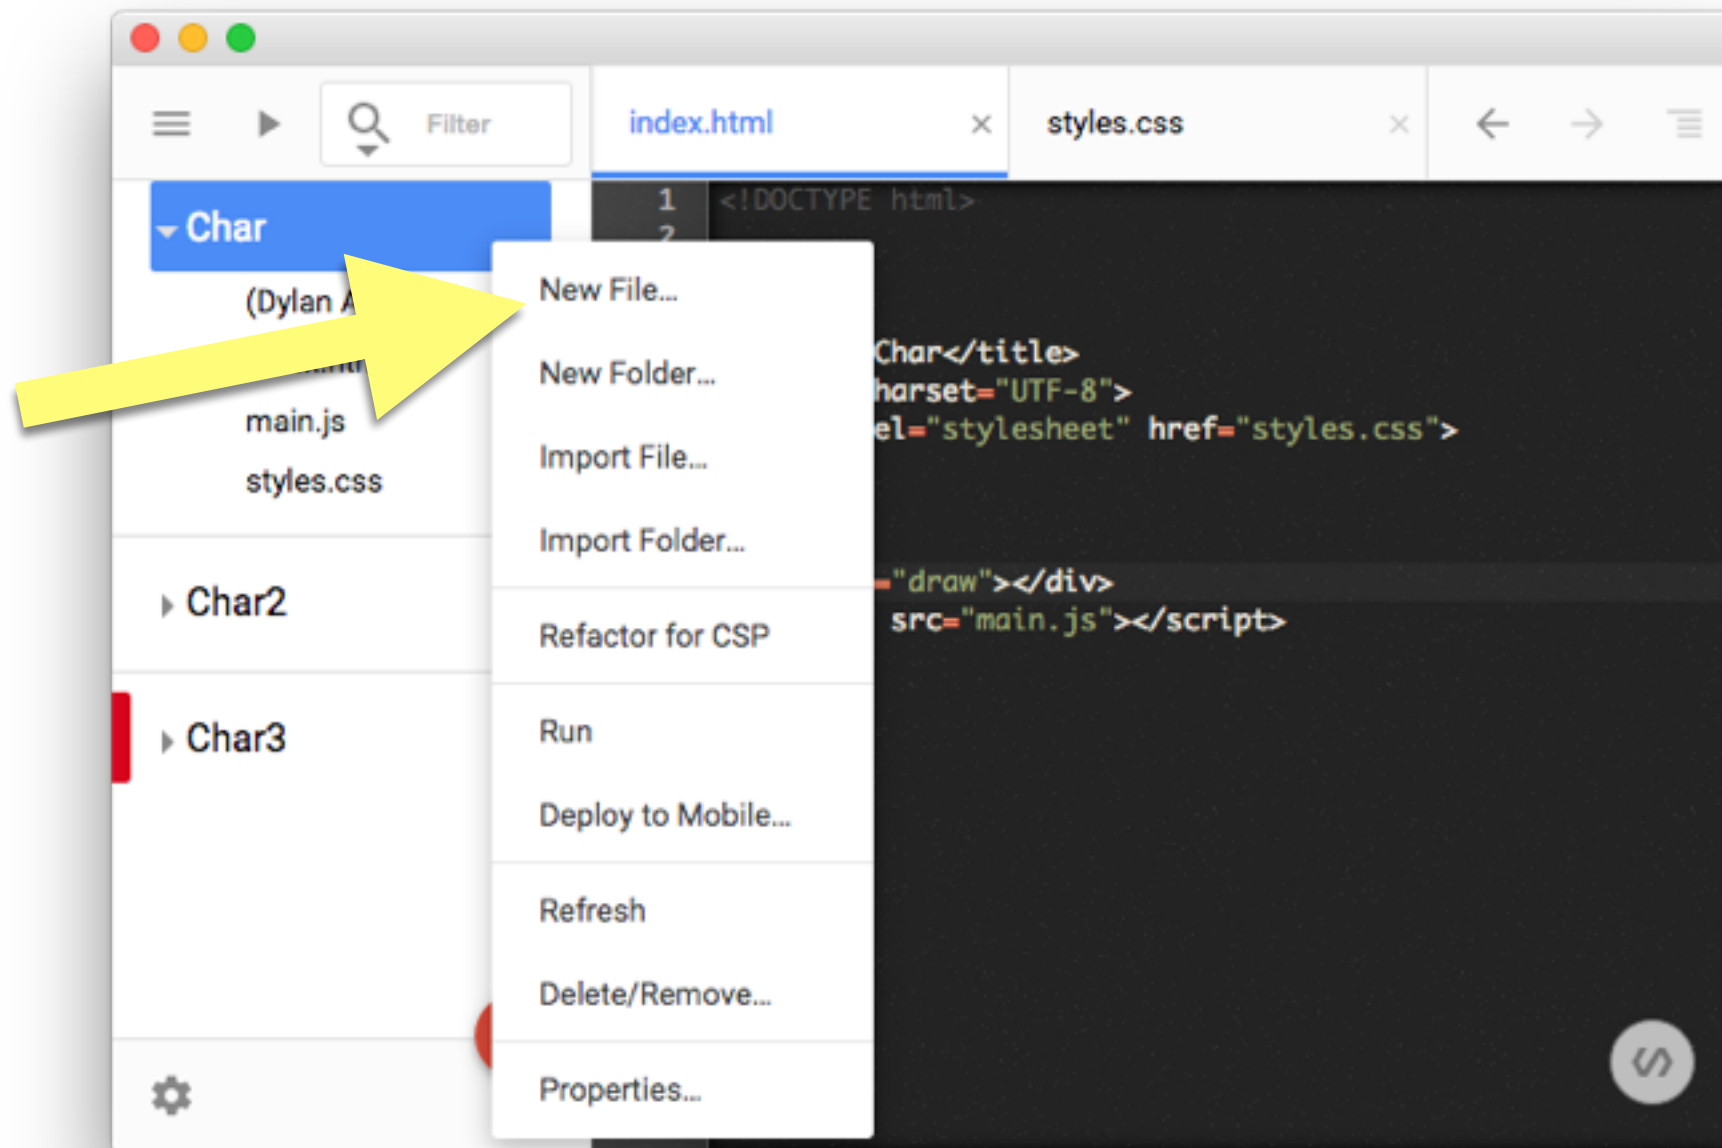 Filter
index.html
styles.css
Char
(Dylan
main.js
styles.css
Char2
Char3
New File...
New Folder...
Import File...
Import Folder...
Refactor for CSP
Run
Deploy to Mobile...
Refresh
Delete/Remove...
Properties...
1 <!DOCTYPE html>
2
Char</title>
harset="UTF-8">
el="stylesheet" href="styles.css">
="draw"></div>
src="main.js"></script>